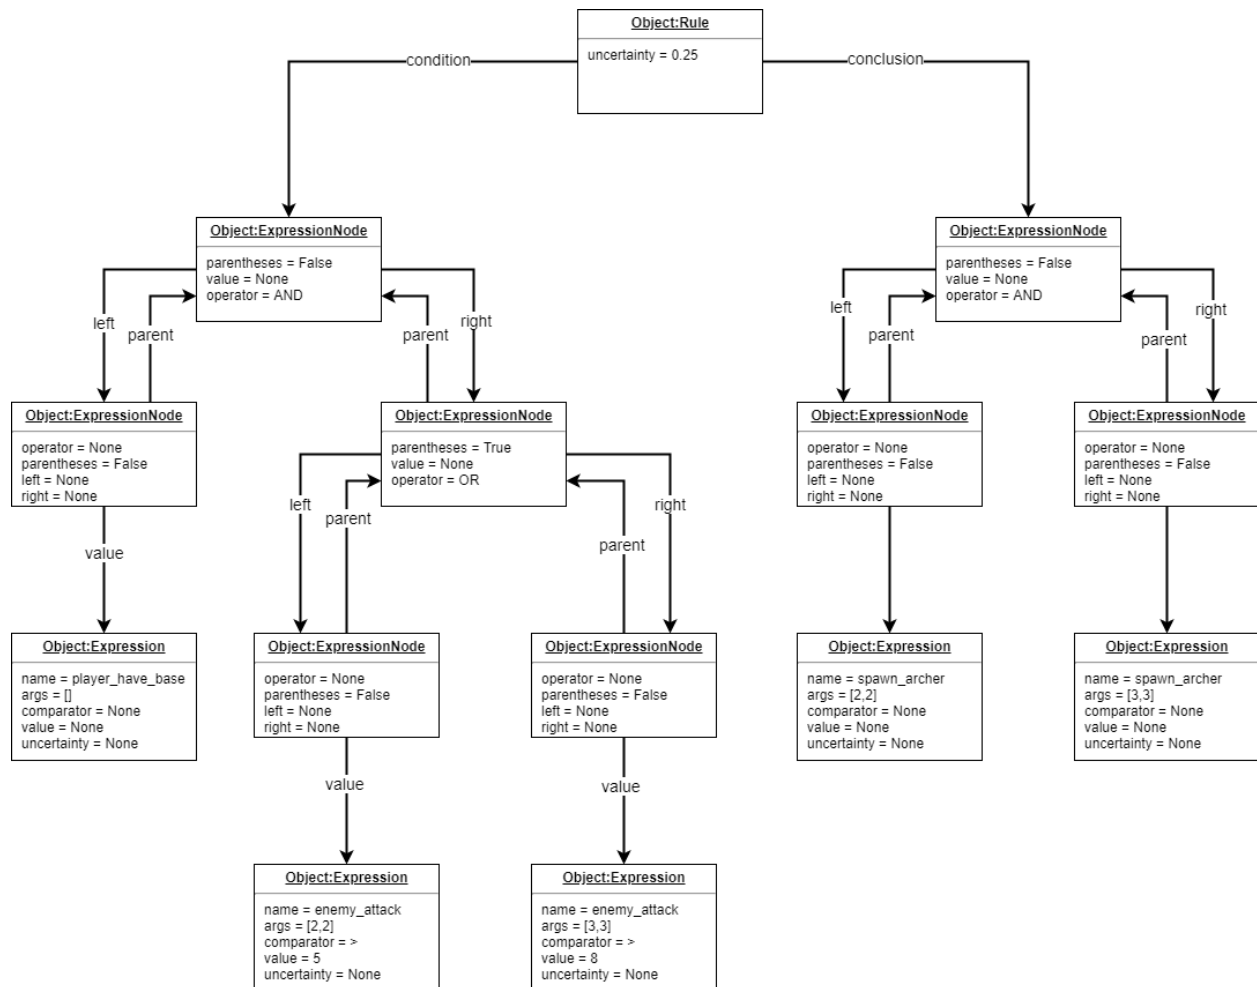 Object:Rule
uncertainty = 0.25
condition
conclusion
Object:ExpressionNode
parentheses = False
value = None
operator = AND
Object:ExpressionNode
parentheses = False
value = None
operator = AND
left
parent
parent
right
left
parent
parent
right
Object:ExpressionNode
operator = None
parentheses = False
left = None
right = None
Object:ExpressionNode
parentheses = True
value = None
operator = OR
Object:ExpressionNode
operator = None
parentheses = False
left = None
right = None
Object:ExpressionNode
operator = None
parentheses = False
left = None
right = None
value
left
parent
parent
right
Object:Expression
name = player_have_base
args = []
comparator = None
value = None
uncertainty = None
Object:ExpressionNode
operator = None
parentheses = False
left = None
right = None
Object:ExpressionNode
operator = None
parentheses = False
left = None
right = None
Object:Expression
name = spawn_archer
args = [2,2]
comparator = None
value = None
uncertainty = None
Object:Expression
name = spawn_archer
args = [3,3]
comparator = None
value = None
uncertainty = None
value
value
Object:Expression
name = enemy_attack
args = [2,2]
comparator = >
value = 5
uncertainty = None
Object:Expression
name = enemy_attack
args = [3,3]
comparator = >
value = 8
uncertainty = None